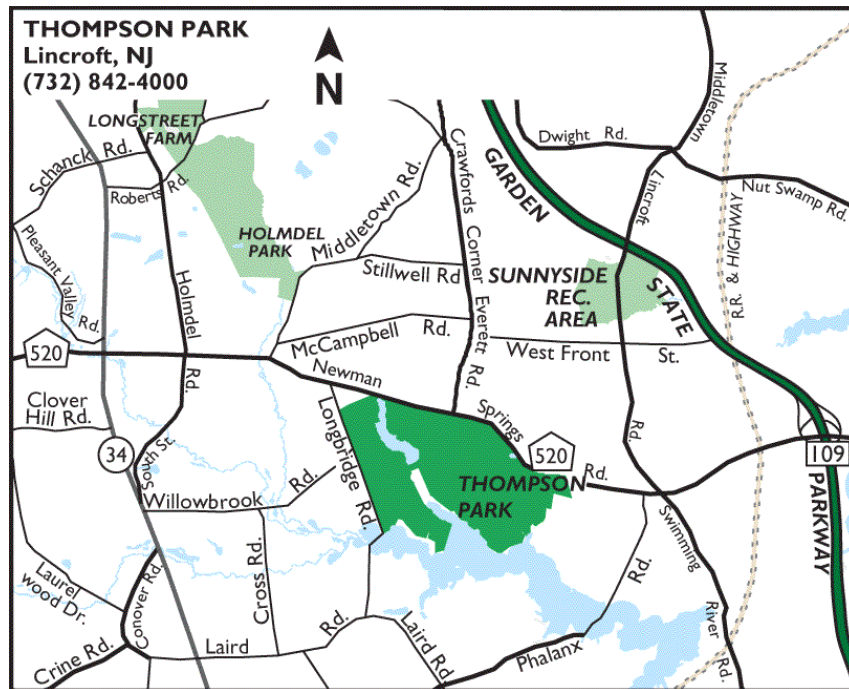 THOMPSON PARK
Lincroft, NJ
(732) 842-4000
N
LONGSTREET
FARM
Schanck Rd.
Roberts Rd.
Pleasant Valley Rd.
HOLMDEL
PARK
Holmdel Rd.
Middletown Rd.
Stillwell Rd
Crawfords Corner Everett Rd.
GARDEN STATE PARKWAY
Dwight Rd.
Middletown Lincroft Rd.
Nut Swamp Rd.
R.R. & HIGHWAY
SUNNYSIDE
REC.
AREA
McCampbell Rd.
West Front St.
520
Newman Springs Rd.
Clover
Hill Rd.
34
South St.
Willowbrook Rd.
Longbridge Rd.
520
109
THOMPSON
PARK
Swimming River Rd.
Laurel
wood Dr.
Conover Rd.
Cross Rd.
Crine Rd.
Laird Rd.
Laird Rd.
Phalanx Rd.